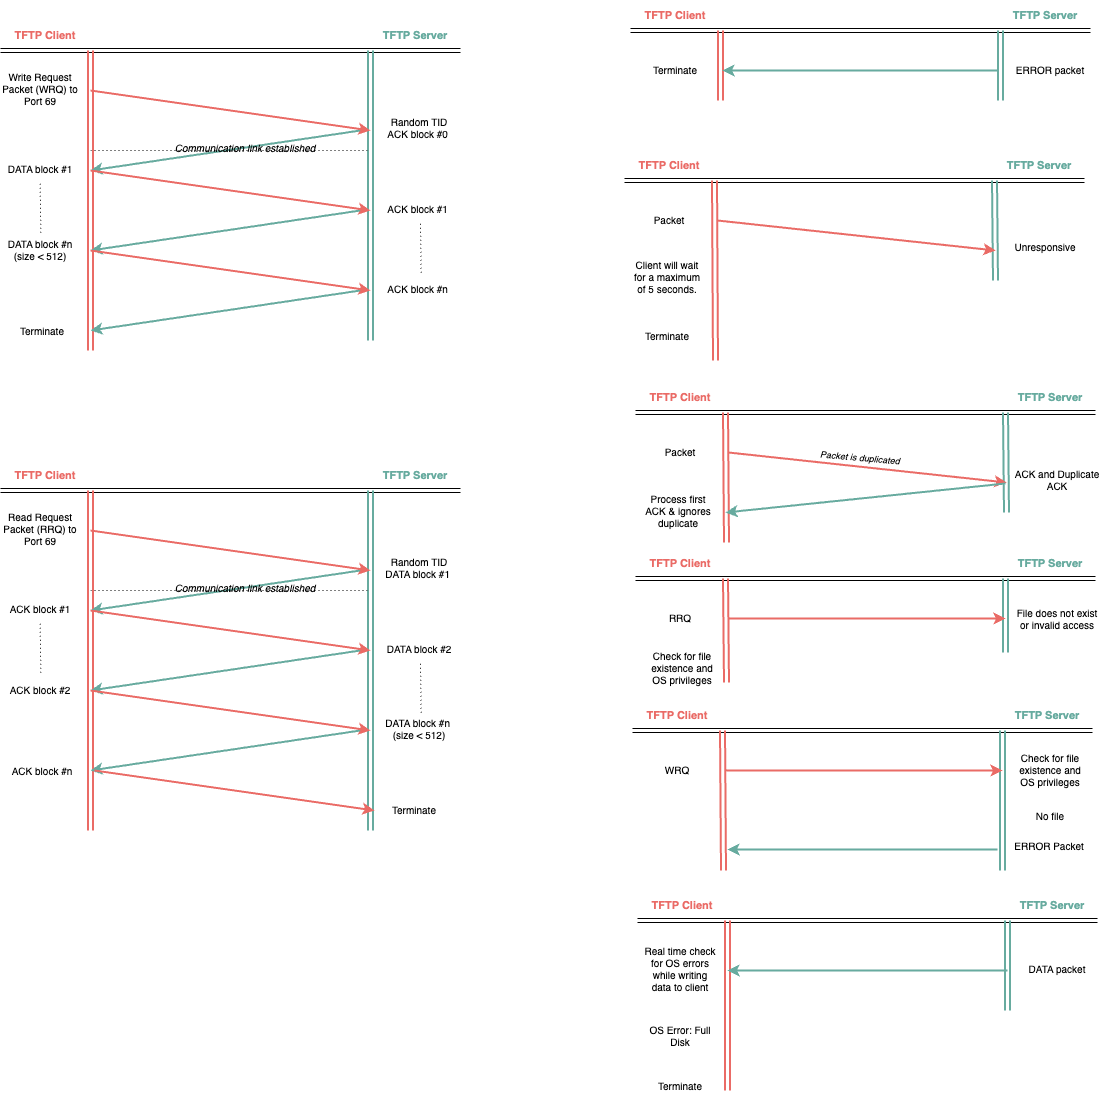 TFTP Client
TFTP Server
Write Request
Packet (WRQ) to
Port 69
Random TID
ACK block #0
Communication link established
DATA block #1
ACK block #1
DATA block #n
(size < 512)
ACK block #n
Terminate
TFTP Client
TFTP Server
Read Request
Packet (RRQ) to
Port 69
Random TID
DATA block #1
Communication link established
ACK block #1
DATA block #2
ACK block #2
DATA block #n
(size < 512)
ACK block #n
Terminate
TFTP Client
TFTP Server
Terminate
ERROR packet
TFTP Client
TFTP Server
Packet
Unresponsive
Client will wait
for a maximum
of 5 seconds.
Terminate
TFTP Client
TFTP Server
Packet
Packet is duplicated
ACK and Duplicate
ACK
Process first
ACK & ignores
duplicate
TFTP Client
TFTP Server
RRQ
File does not exist
or invalid access
Check for file
existence and
OS privileges
TFTP Client
TFTP Server
WRQ
Check for file
existence and
OS privileges
No file
ERROR Packet
TFTP Client
TFTP Server
Real time check
for OS errors
while writing
data to client
DATA packet
OS Error: Full
Disk
Terminate